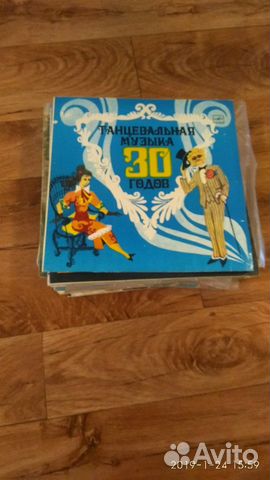 ТАНЦЕВАЛЬНАЯ
МУЗЫКА
30
ГОДОВ
2019-1-24 15:59
Avito